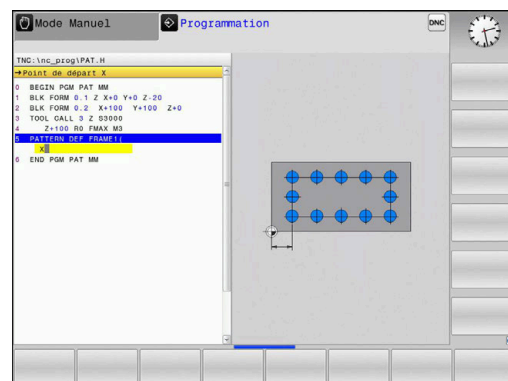 Mode Manuel
Programmation
DNC
TNC:\nc_prog\PAT.H
→Point de départ X
0 BEGIN PGM PAT MM
1 BLK FORM 0.1 Z X+0 Y+0 Z-20
2 BLK FORM 0.2 X+100 Y+100 Z+0
3 TOOL CALL 3 Z S3000
4 Z+100 R0 FMAX M3
5 PATTERN DEF FRAME1(
X
6 END PGM PAT MM